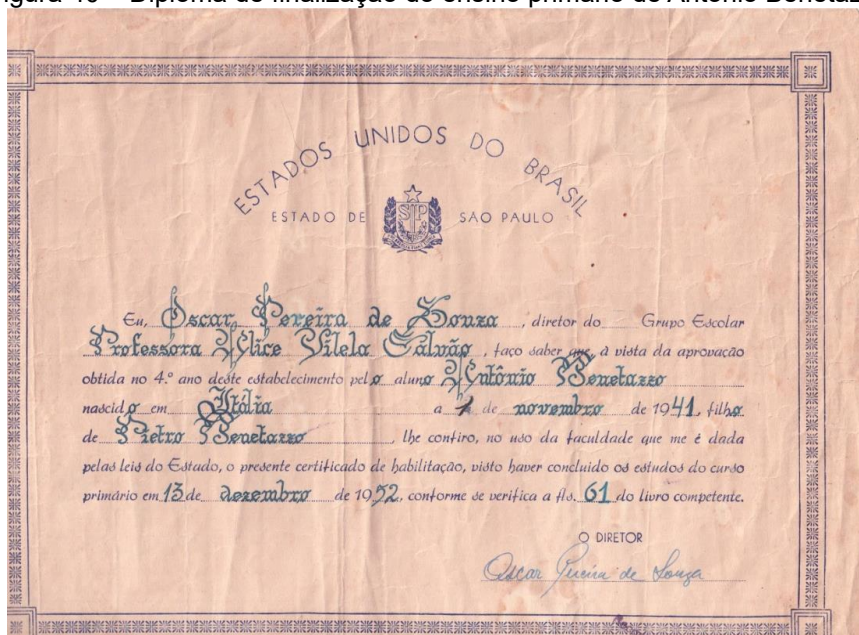 gura 10 – Diploma de finalização do ensino primário de Antonio Benetaz
ESTADOS UNIDOS DO BRASIL
ESTADO DE SÃO PAULO
Eu, Oscar Pereira de Souza, diretor do Grupo Escolar
Professora Alice Vilela Galvão, faço saber que, à vista da aprovação
obtida no 4.º ano deste estabelecimento pelo aluno Antônio Benetazzo
nascido em Itália a 1 de novembro de 1941, filho
de Pietro Benetazzo, lhe confiro, no uso da faculdade que me é dada
pelas leis do Estado, o presente certificado de habilitação, visto haver concluido os estudos do curso
primário em 13 de dezembro de 1952, conforme se verifica a fls. 61 do livro competente.
O DIRETOR
Oscar Pereira de Souza